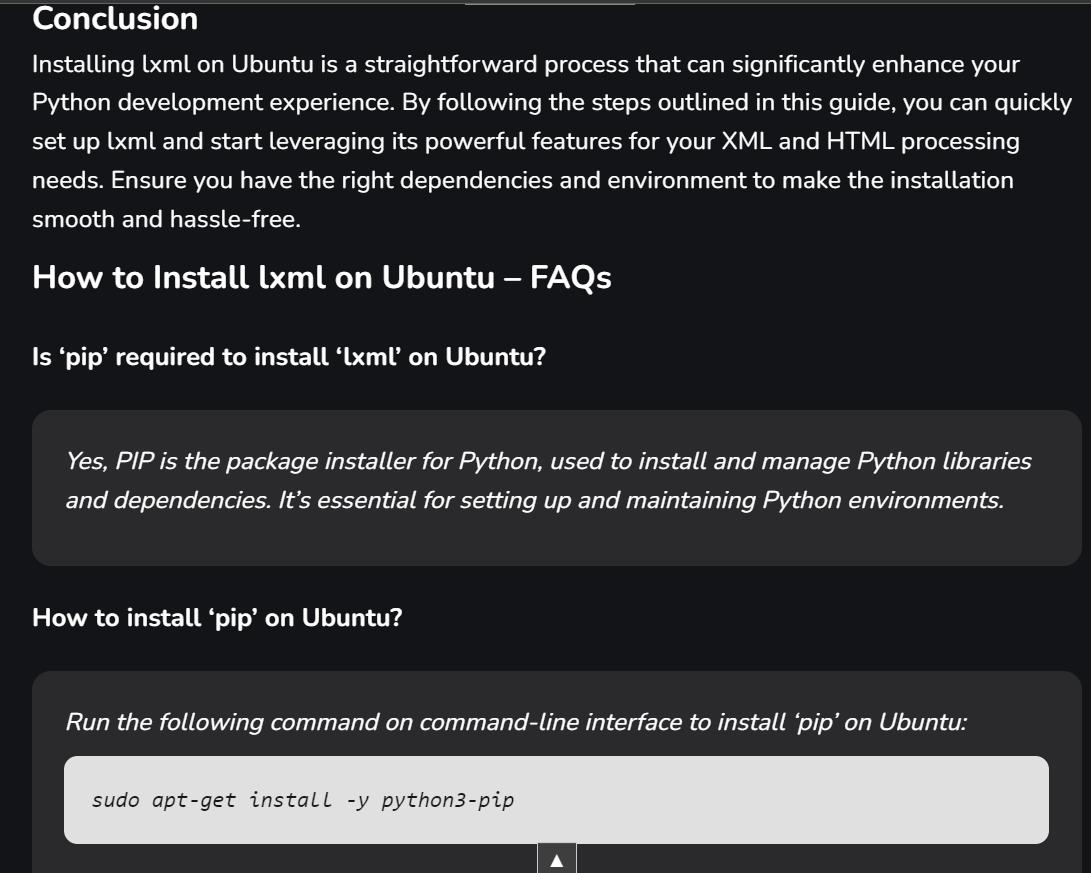 Conclusion
Installing lxml on Ubuntu is a straightforward process that can significantly enhance your
Python development experience. By following the steps outlined in this guide, you can quickly
set up lxml and start leveraging its powerful features for your XML and HTML processing
needs. Ensure you have the right dependencies and environment to make the installation
smooth and hassle-free.
How to Install lxml on Ubuntu – FAQs
Is ‘pip’ required to install ‘lxml’ on Ubuntu?
Yes, PIP is the package installer for Python, used to install and manage Python libraries
and dependencies. It’s essential for setting up and maintaining Python environments.
How to install ‘pip’ on Ubuntu?
Run the following command on command-line interface to install ‘pip’ on Ubuntu:
sudo apt-get install -y python3-pip